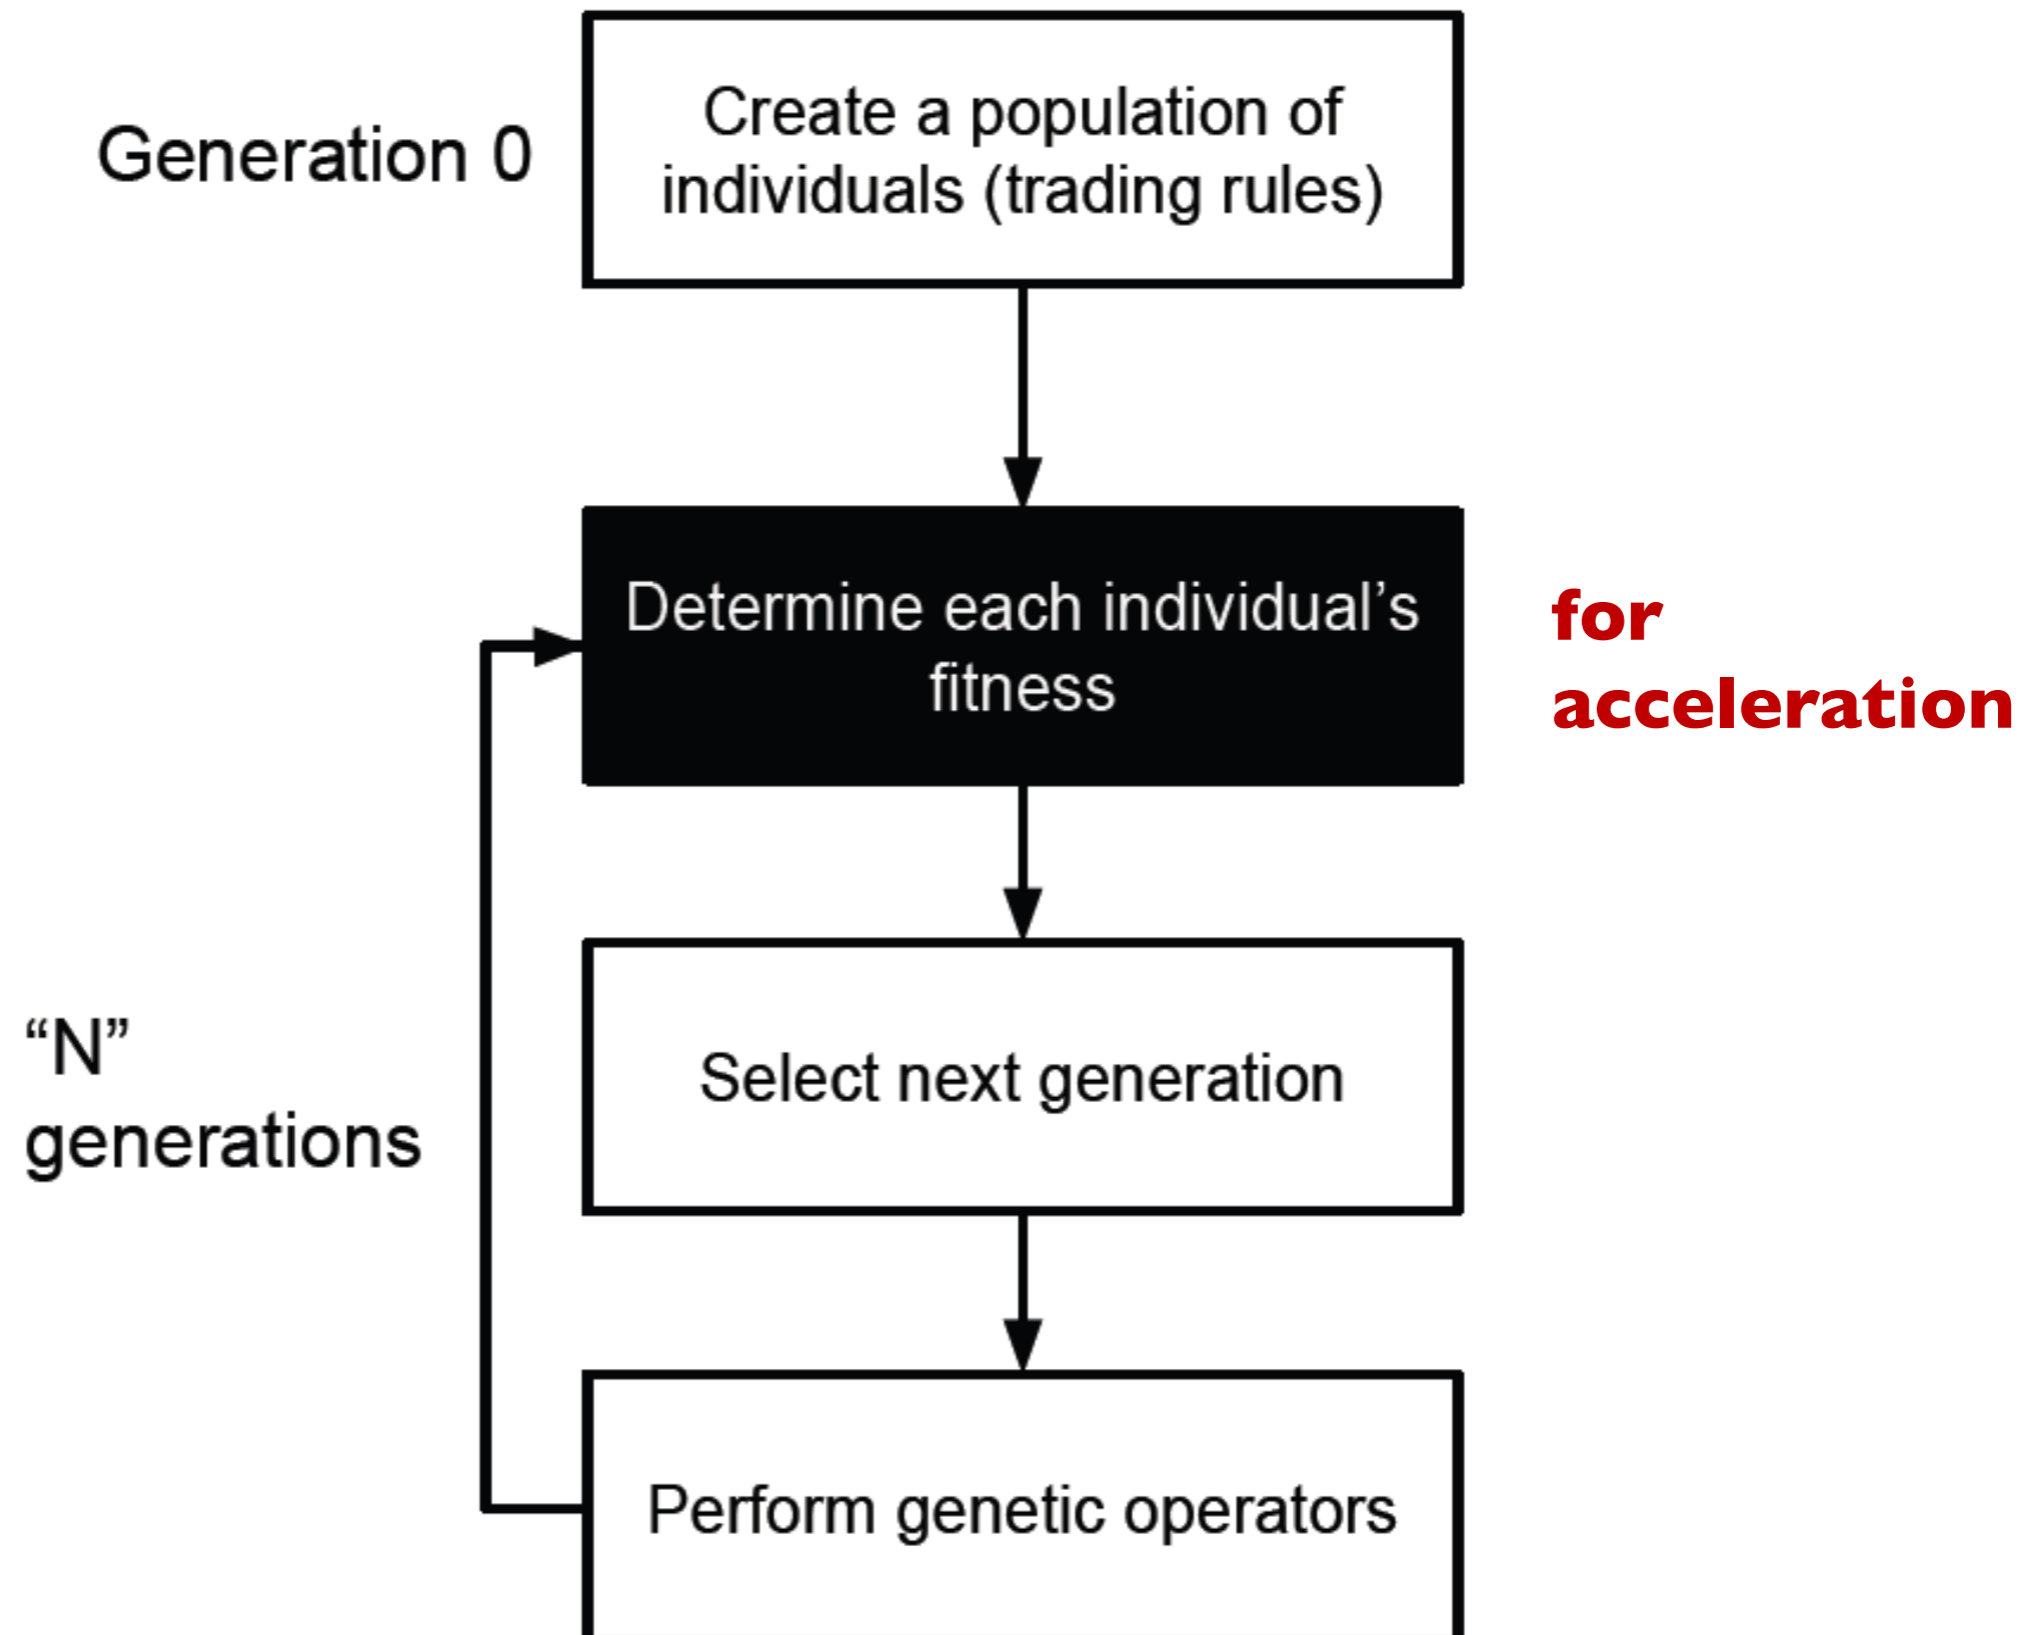 Generation 0
Create a population of
individuals (trading rules)
Determine each individual’s
fitness
for
acceleration
“N”
generations
Select next generation
Perform genetic operators